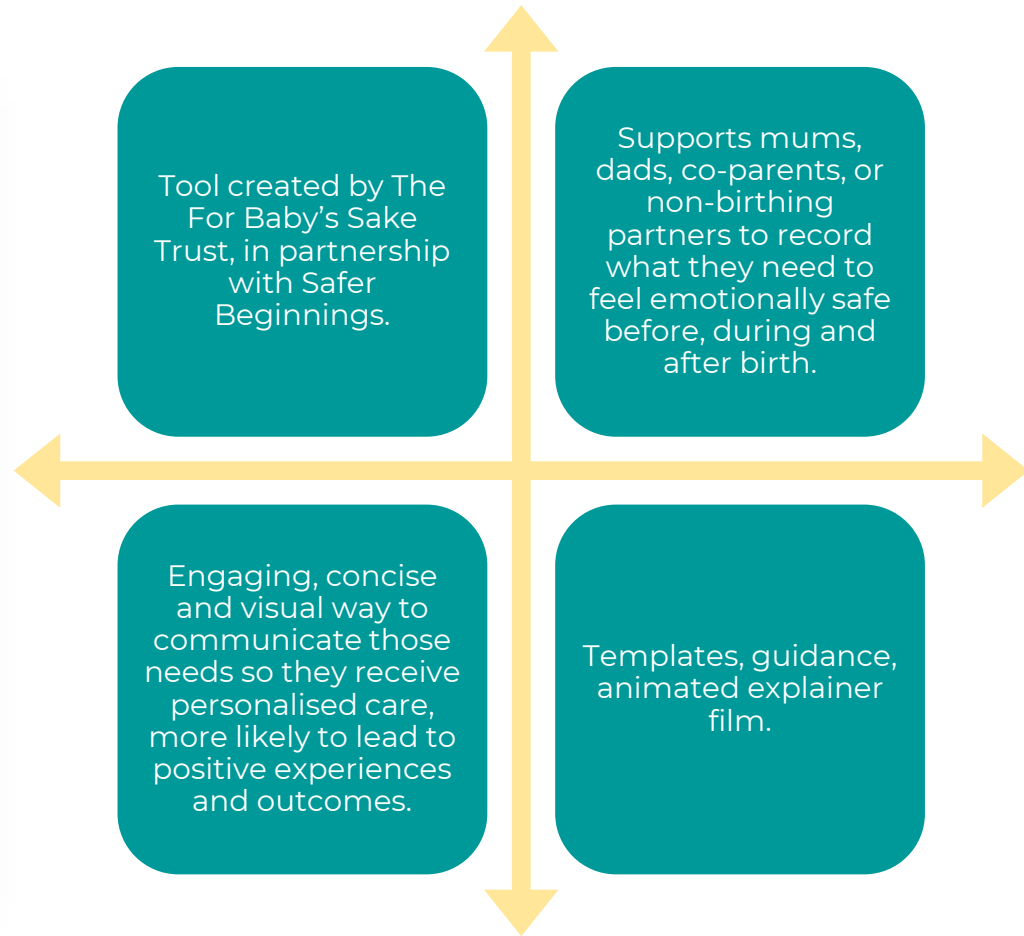 Tool created by The
For Baby’s Sake
Trust, in partnership
with Safer
Beginnings.
Supports mums,
dads, co-parents, or
non-birthing
partners to record
what they need to
feel emotionally safe
before, during and
after birth.
Engaging, concise
and visual way to
communicate those
needs so they receive
personalised care,
more likely to lead to
positive experiences
and outcomes.
Templates, guidance,
animated explainer
film.